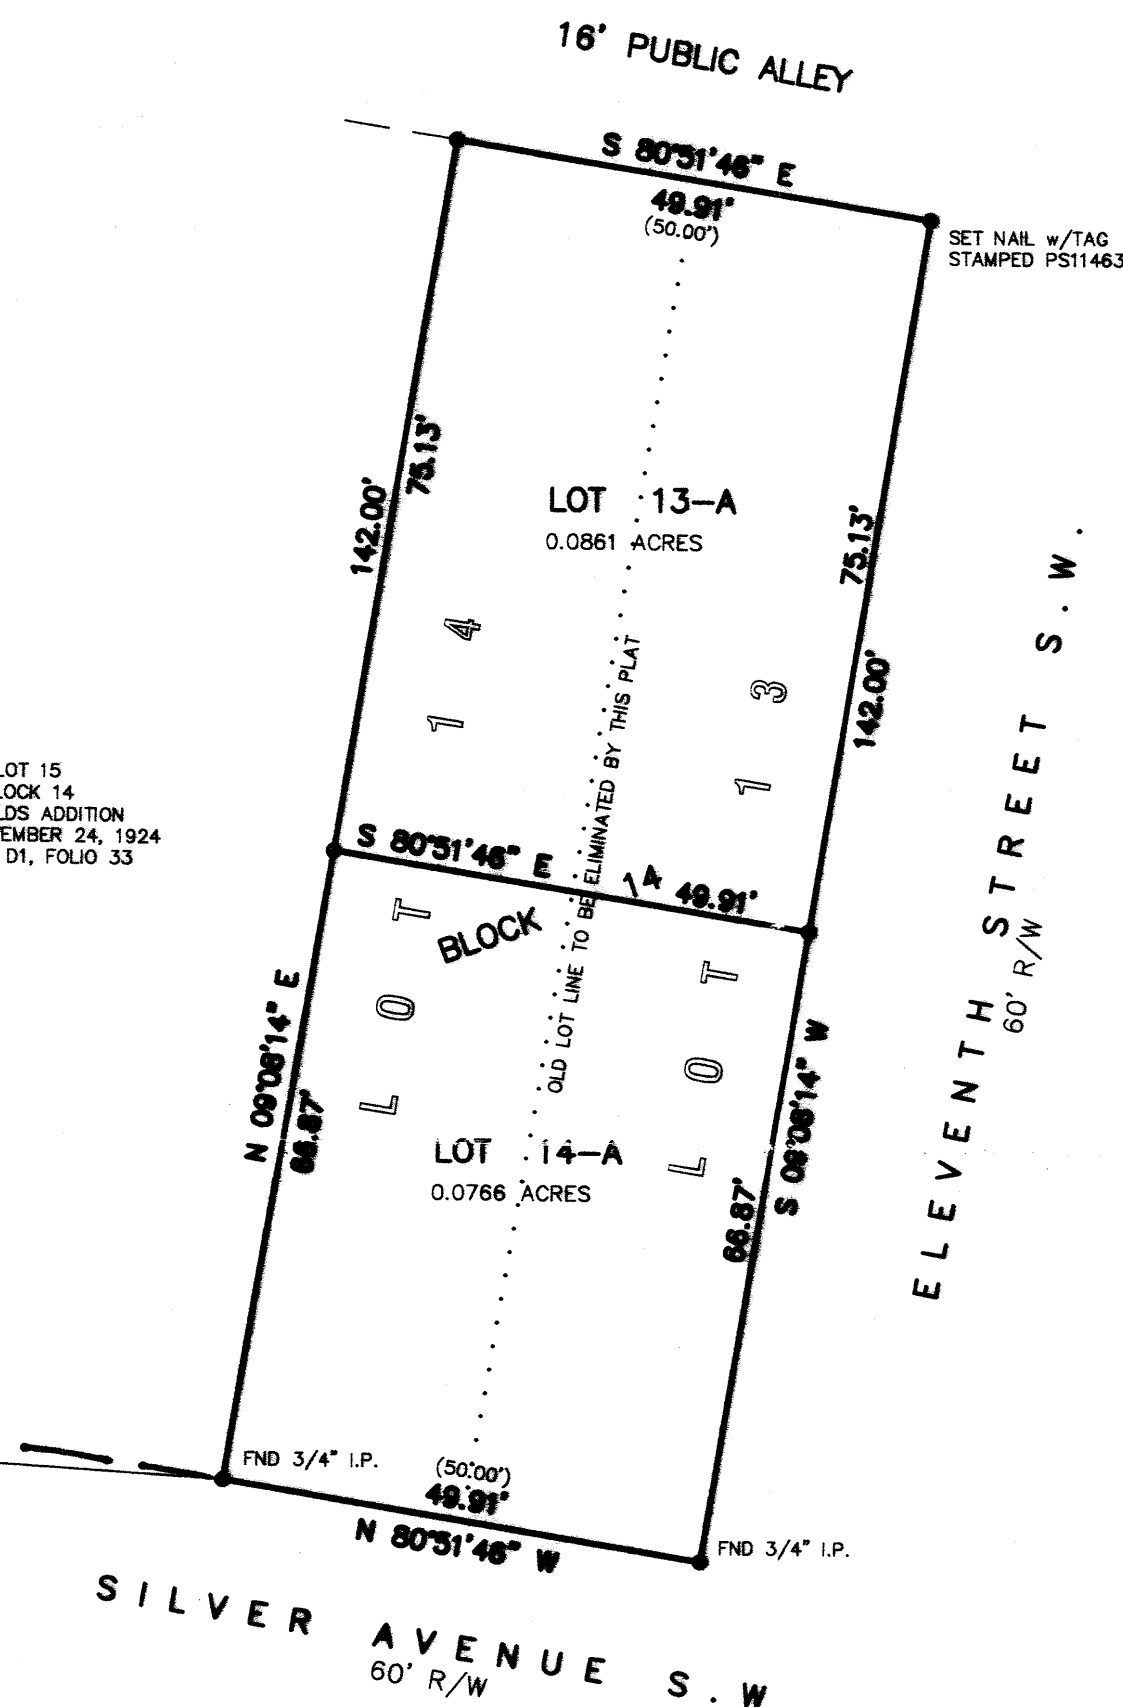 16' PUBLIC ALLEY
S 80°51'46" E
49.91'
(50.00')
SET NAIL w/TAG
STAMPED PS11463
75.13'
142.00'
LOT 13-A
0.0861 ACRES
75.13'
142.00'
LOT 14
LOT 13
OLD LOT LINE TO BE ELIMINATED BY THIS PLAT
ELEVENTH STREET S.W.
60' R/W
LOT 15
LOCK 14
LDS ADDITION
EMBER 24, 1924
D1, FOLIO 33
S 80°51'46" E
49.91'
BLOCK 14
N 09°08'14" E
66.87'
S 09°08'14" W
66.87'
LOT 14-A
0.0766 ACRES
FND 3/4" I.P.
(50.00')
49.91'
N 80°51'46" W
FND 3/4" I.P.
SILVER AVENUE S.W
60' R/W